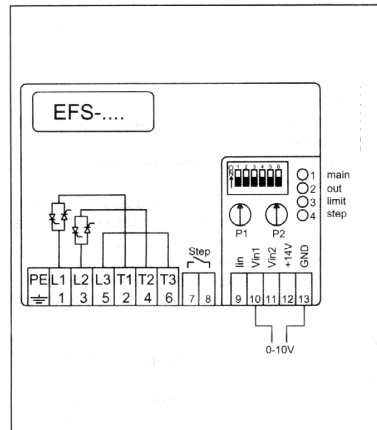 EFS-....
ON
1 2 3 4 5 6
1 main
2 out
3 limit
4 step
P1 P2
Step
Iin Vin1 Vin2 +14V GND
PE L1 L2 L3 T1 T2 T3
1 3 5 2 4 6 7 8 9 10 11 12 13
0-10V